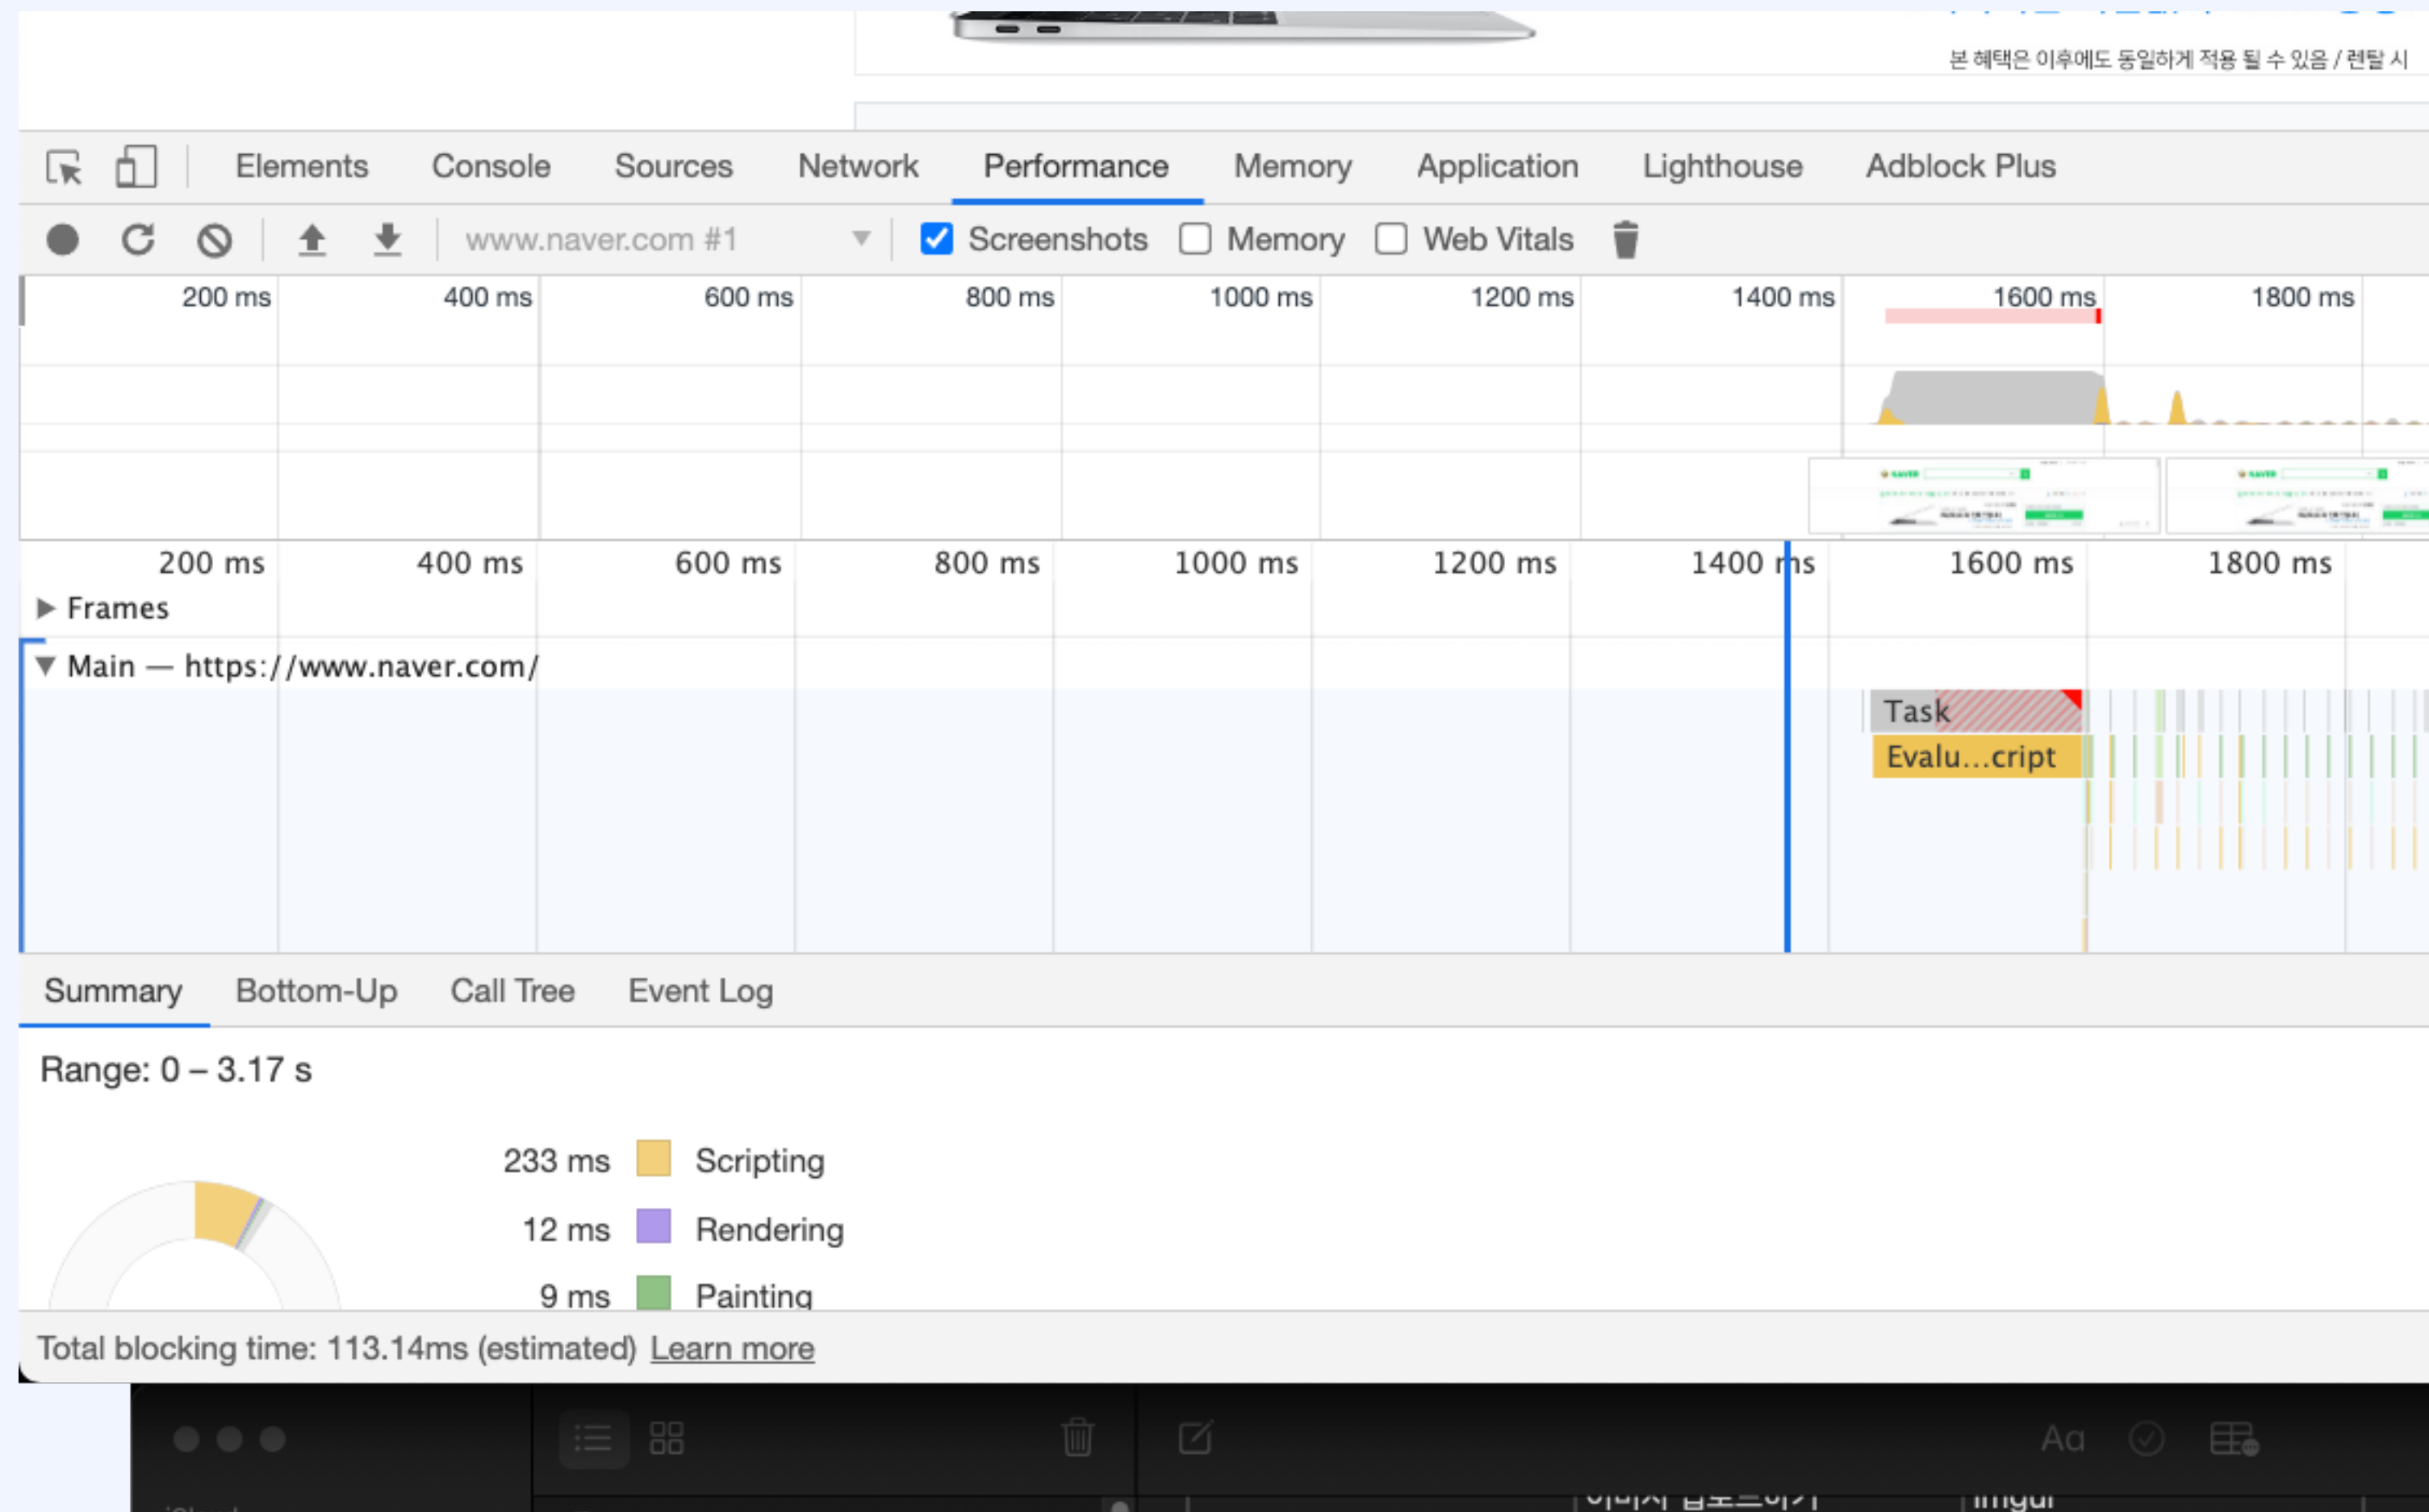 본 혜택은 이후에도 동일하게 적용 될 수 있음 / 렌탈 시
Elements Console Sources Network Performance Memory Application Lighthouse Adblock Plus
www.naver.com #1 Screenshots Memory Web Vitals
200 ms 400 ms 600 ms 800 ms 1000 ms 1200 ms 1400 ms 1600 ms 1800 ms
NAVER NAVER
200 ms 400 ms 600 ms 800 ms 1000 ms 1200 ms 1400 ms 1600 ms 1800 ms
Frames
Main — https://www.naver.com/
Task
Evalu…cript
Summary Bottom-Up Call Tree Event Log
Range: 0 – 3.17 s
233 ms Scripting
12 ms Rendering
9 ms Painting
Total blocking time: 113.14ms (estimated) Learn more
Aa
imgur